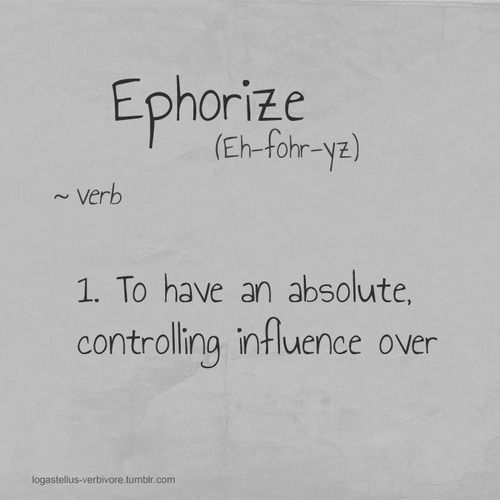 Ephorize
(Eh-fohr-yz)
~ verb
1. To have an absolute,
controlling influence over
logastellus-verbivore.tumblr.com